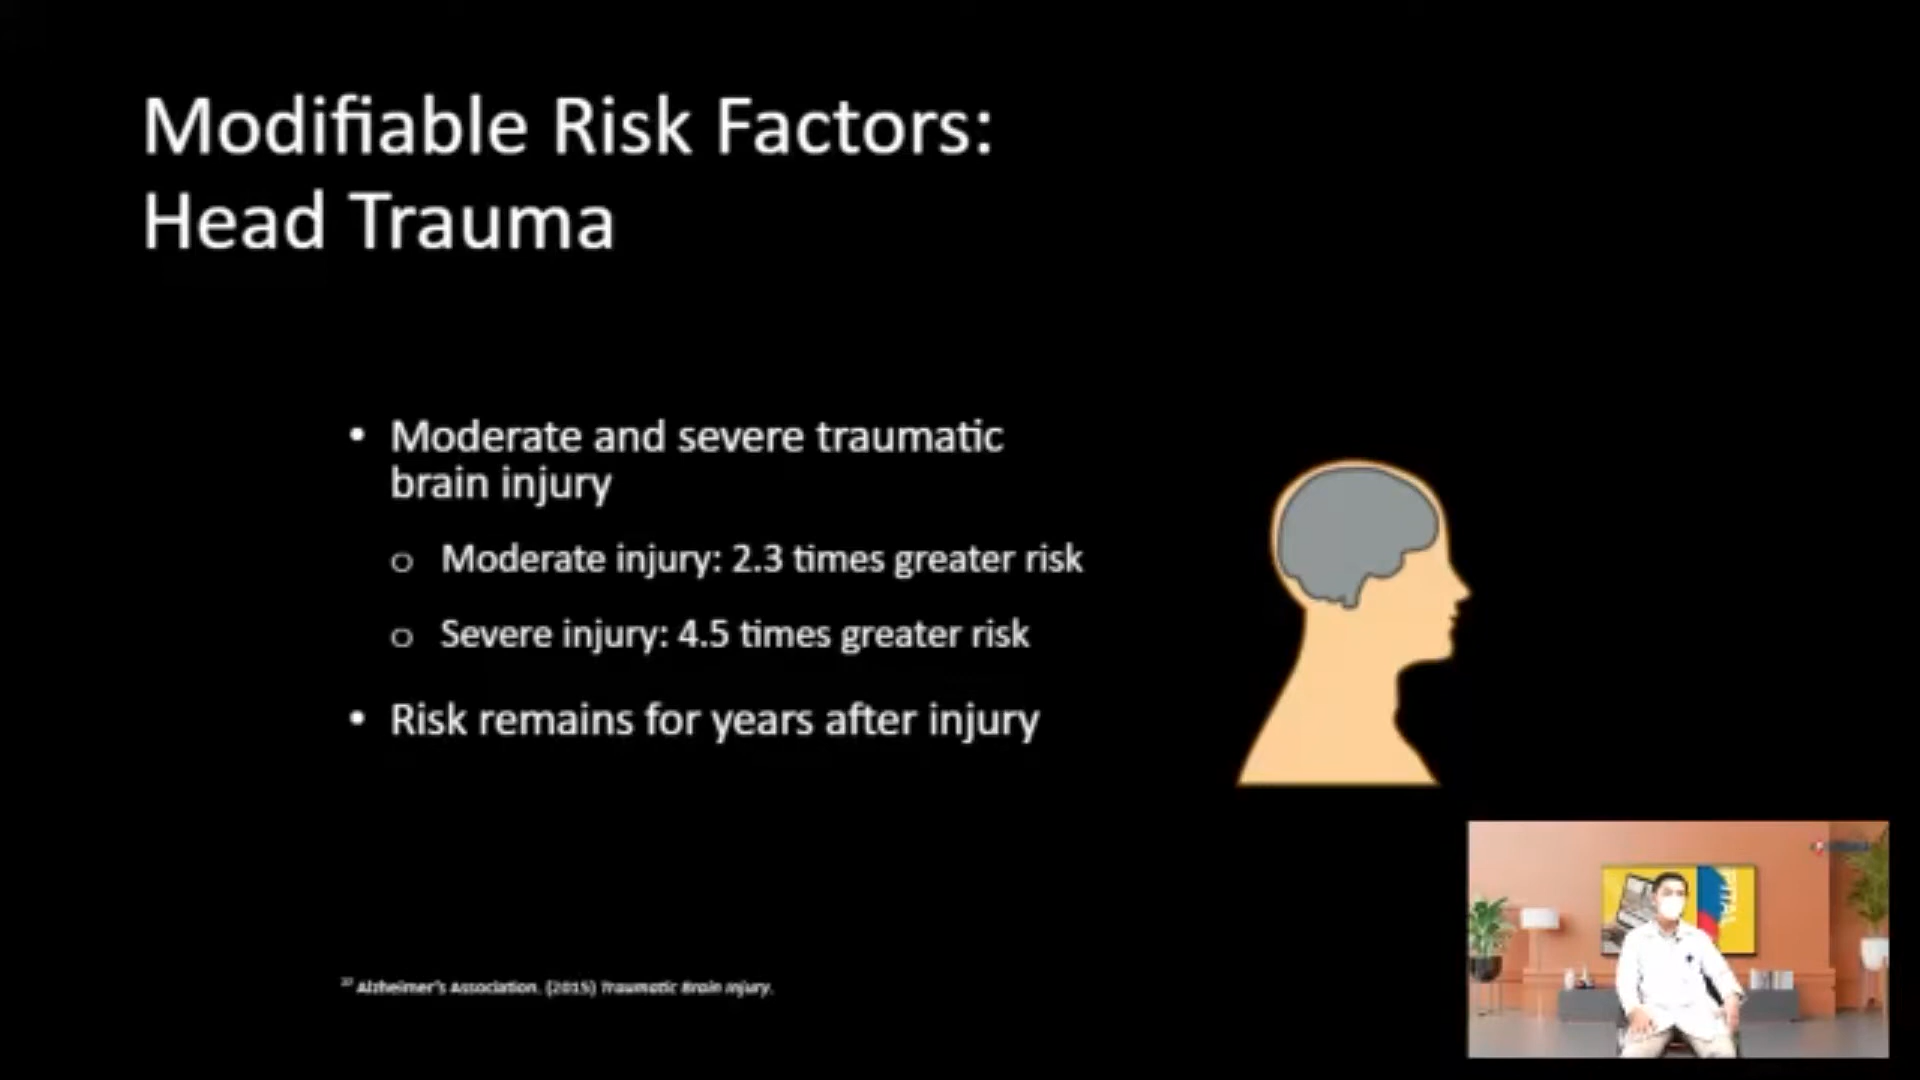 Modifiable Risk Factors:
Head Trauma
• Moderate and severe traumatic
brain injury
o Moderate injury: 2.3 times greater risk
o Severe injury: 4.5 times greater risk
• Risk remains for years after injury
Alzheimer's Association. (2015) Traumatic Brain Injury.